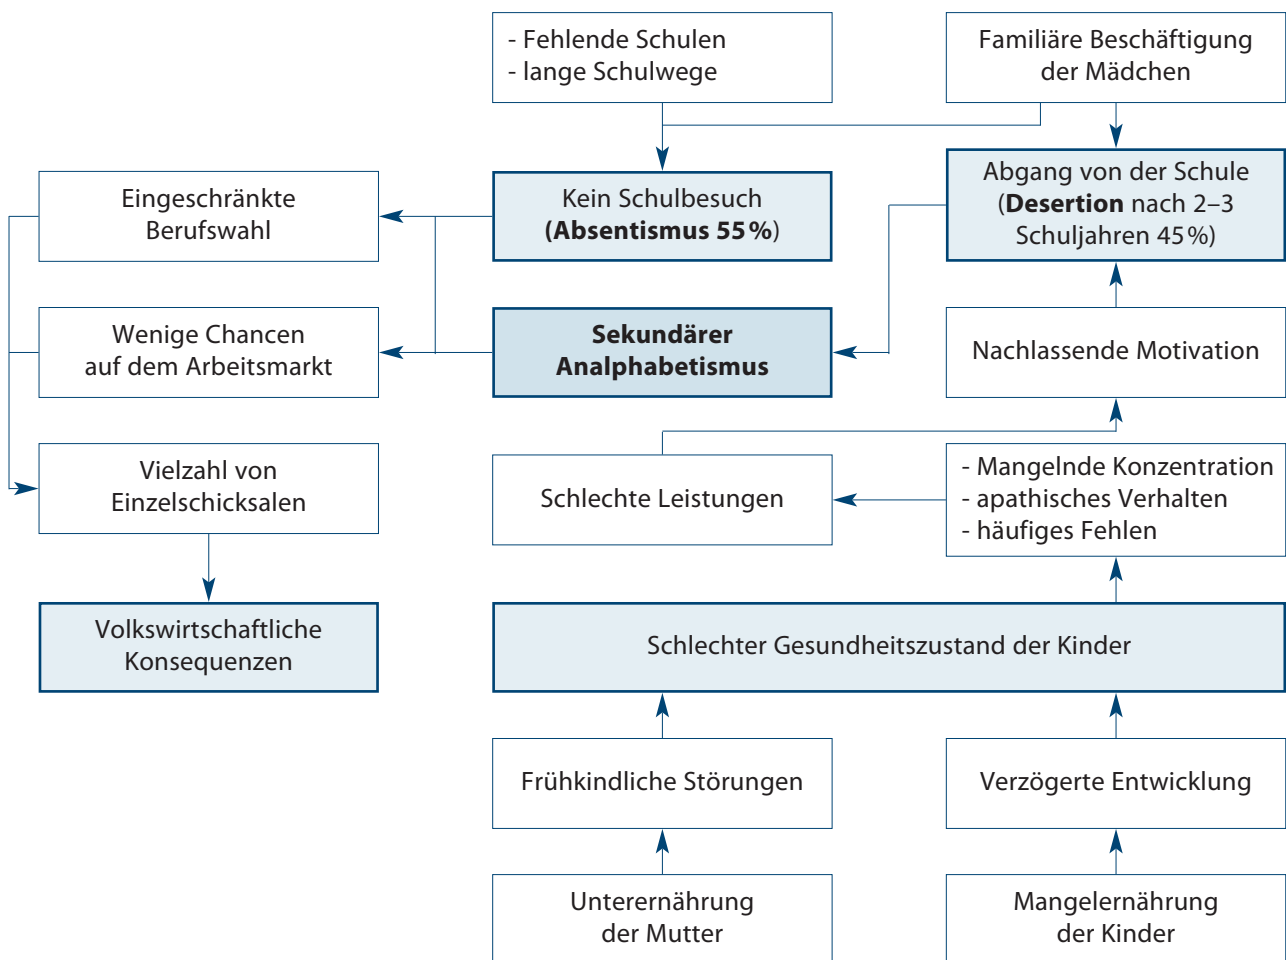 - Fehlende Schulen
- lange Schulwege
Familiäre Beschäftigung
der Mädchen
Eingeschränkte
Berufswahl
Kein Schulbesuch
(Absentismus 55 %)
Abgang von der Schule
(Desertion nach 2–3
Schuljahren 45 %)
Wenige Chancen
auf dem Arbeitsmarkt
Sekundärer
Analphabetismus
Nachlassende Motivation
Vielzahl von
Einzelschicksalen
Schlechte Leistungen
- Mangelnde Konzentration
- apathisches Verhalten
- häufiges Fehlen
Volkswirtschaftliche
Konsequenzen
Schlechter Gesundheitszustand der Kinder
Frühkindliche Störungen
Verzögerte Entwicklung
Unterernährung
der Mutter
Mangelernährung
der Kinder